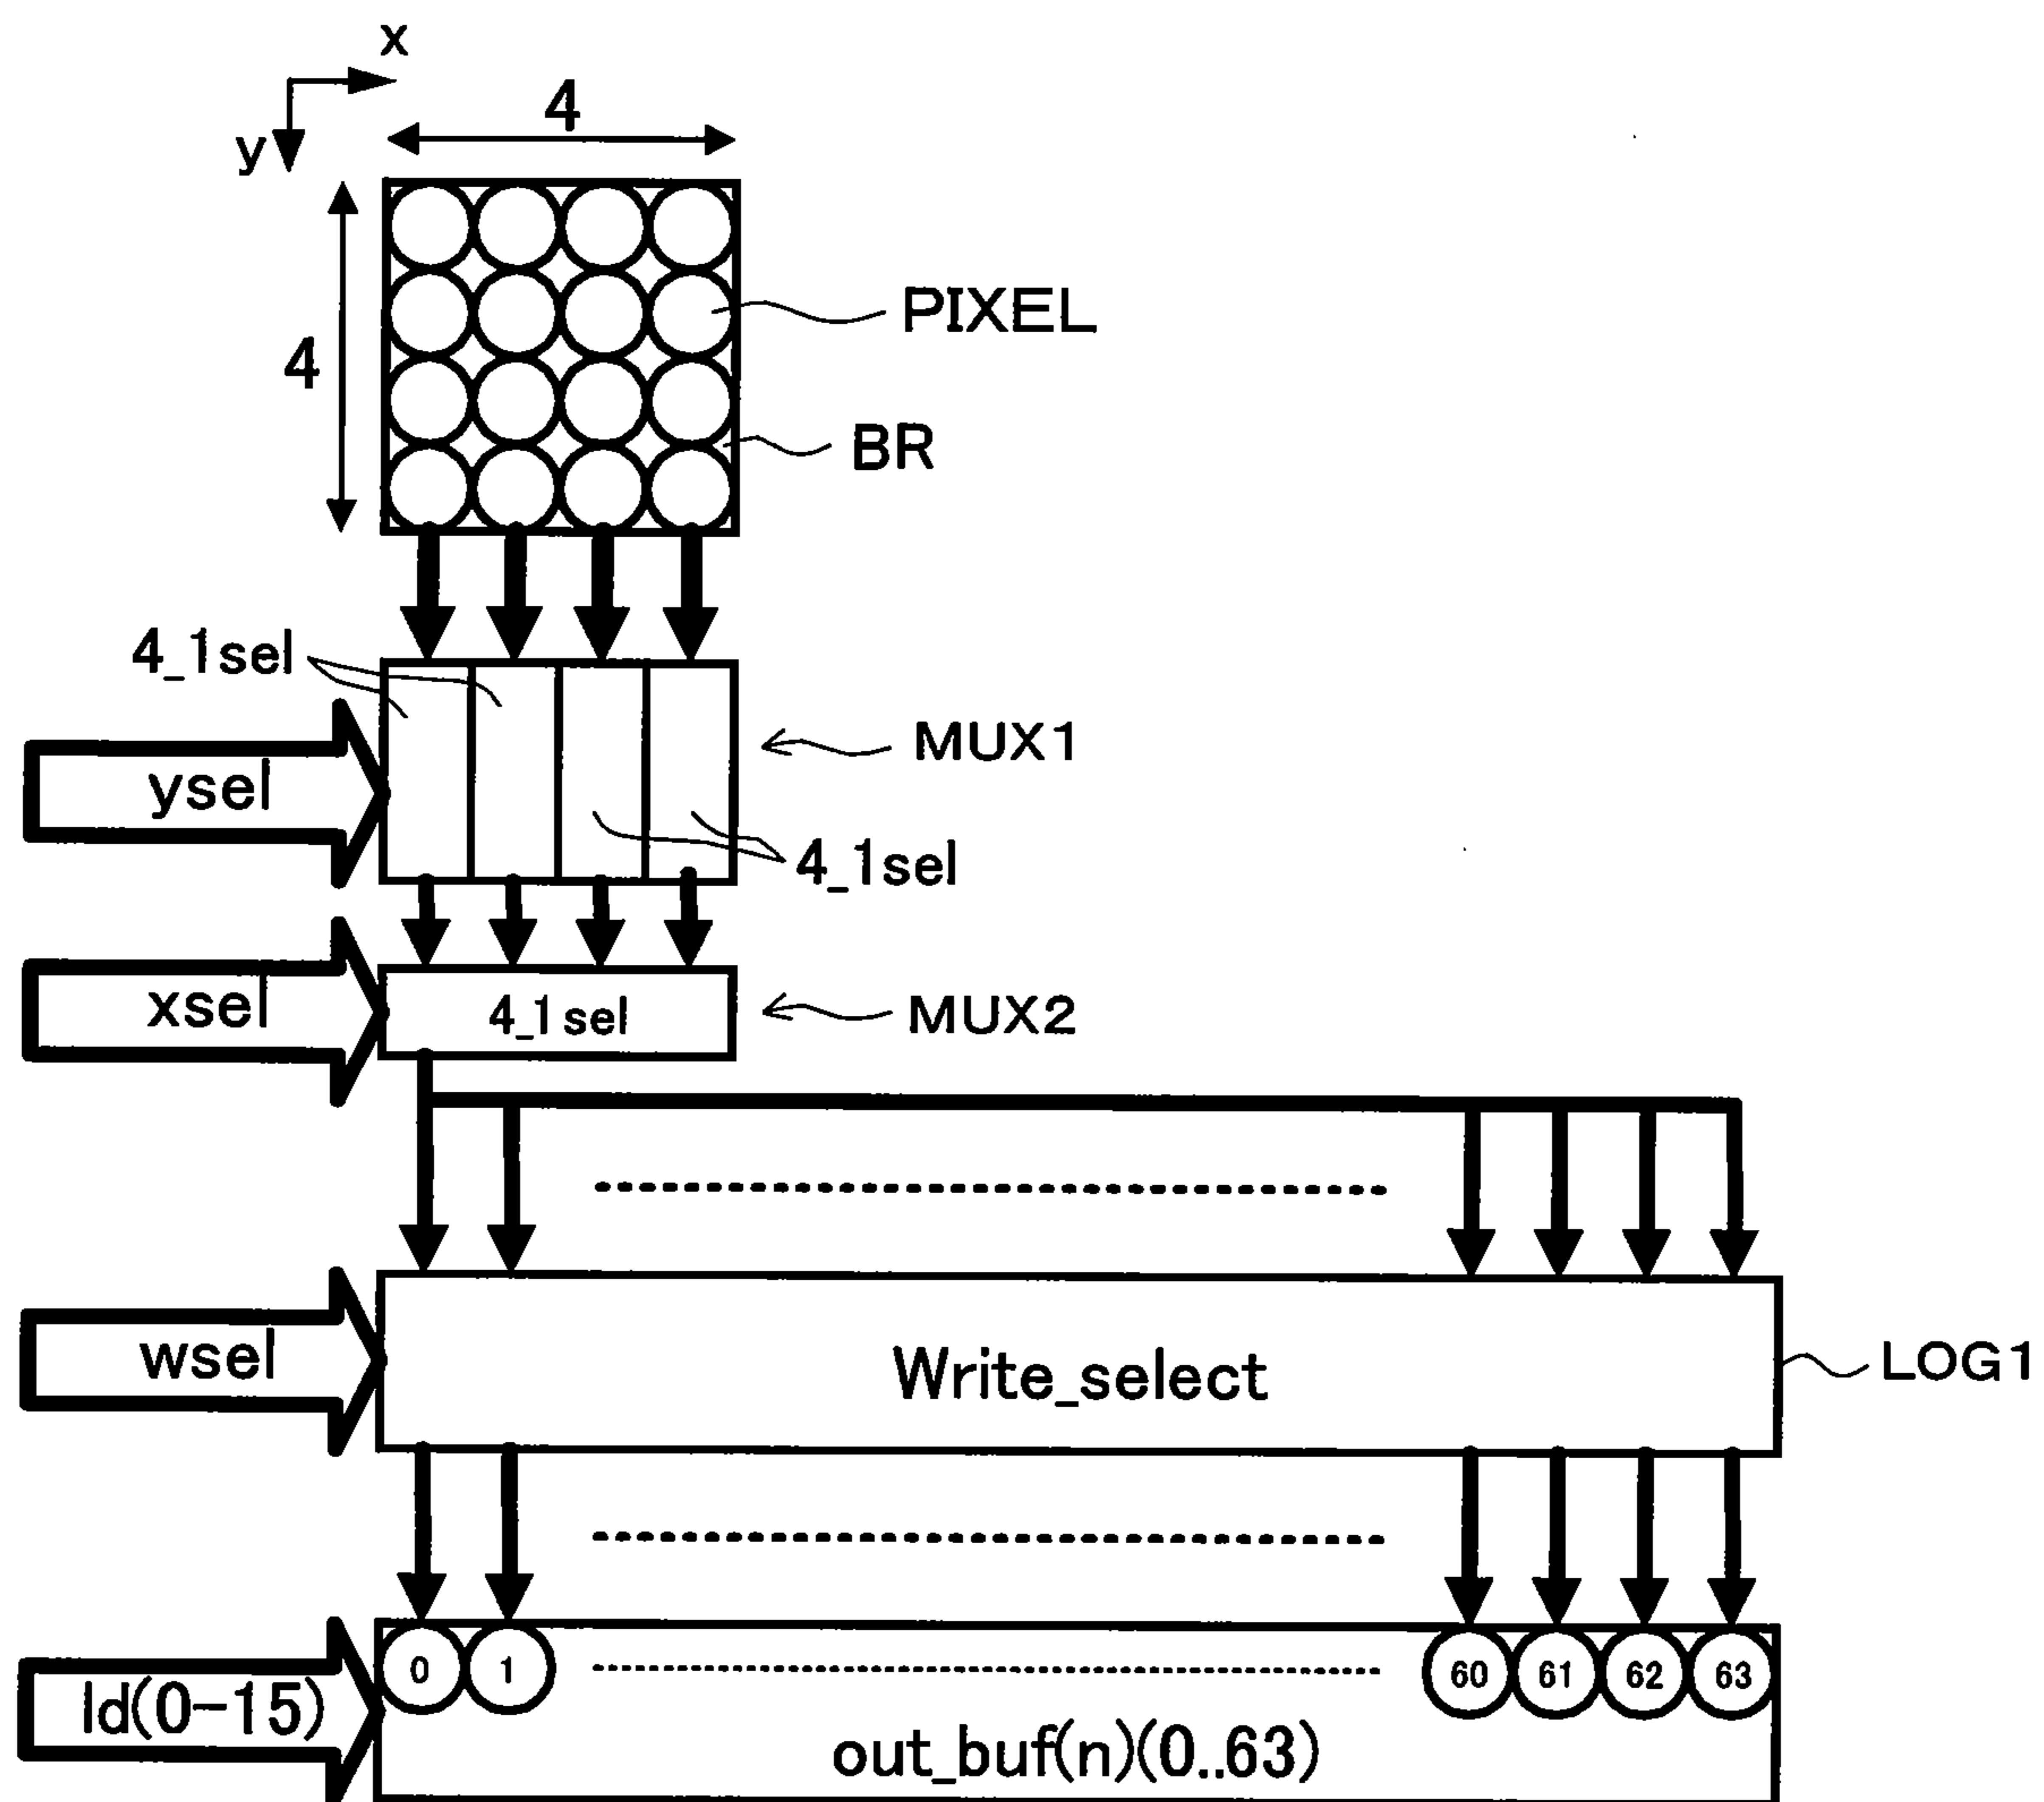 x
4
y
PIXEL
4
BR
4_1sel
MUX1
ysel
4_1sel
xsel
4_1sel
MUX2
wsel
Write_select
LOG1
0 1 60 61 62 63
ld(0-15)
out_buf(n)(0..63)